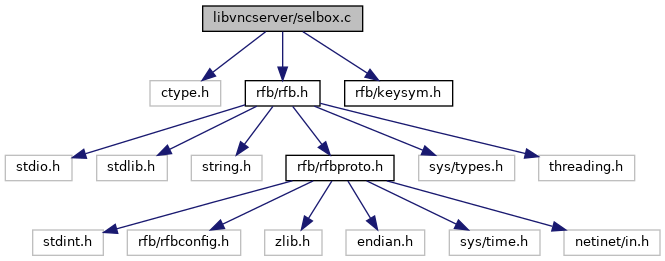 libvncserver/selbox.c
ctype.h
rfb/rfb.h
rfb/keysym.h
stdio.h
stdlib.h
string.h
rfb/rfbproto.h
sys/types.h
threading.h
stdint.h
rfb/rfbconfig.h
zlib.h
endian.h
sys/time.h
netinet/in.h